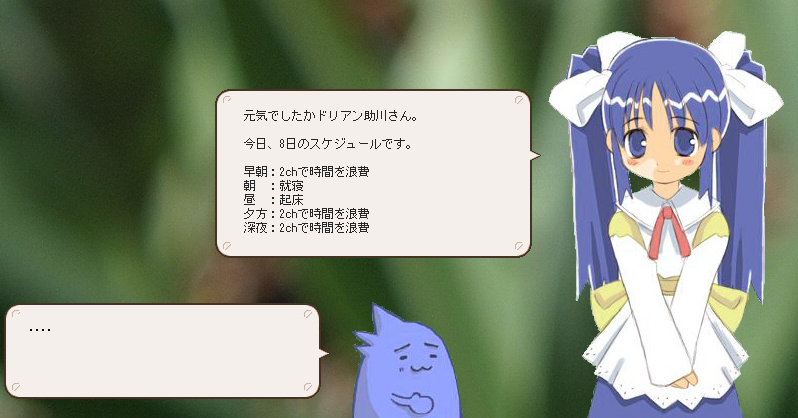 元気でしたかドリアン助川さん。
今日、8日のスケジュールです。
早朝：2chで時間を浪費
朝　：就寝
昼　：起床
夕方：2chで時間を浪費
深夜：2chで時間を浪費
････